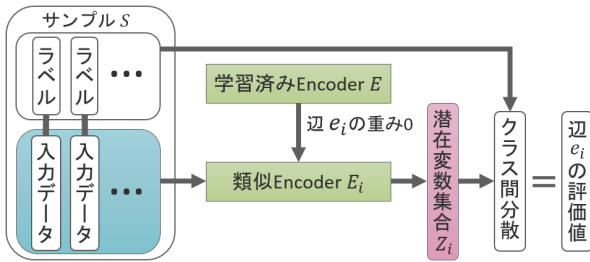 サンプル S
ラベル
ラベル
...
入力データ
入力データ
...
学習済みEncoder E
辺 e_iの重み0
類似Encoder E_i
潜在変数集合 Z_i
クラス間分散
=
辺 e_i の評価値